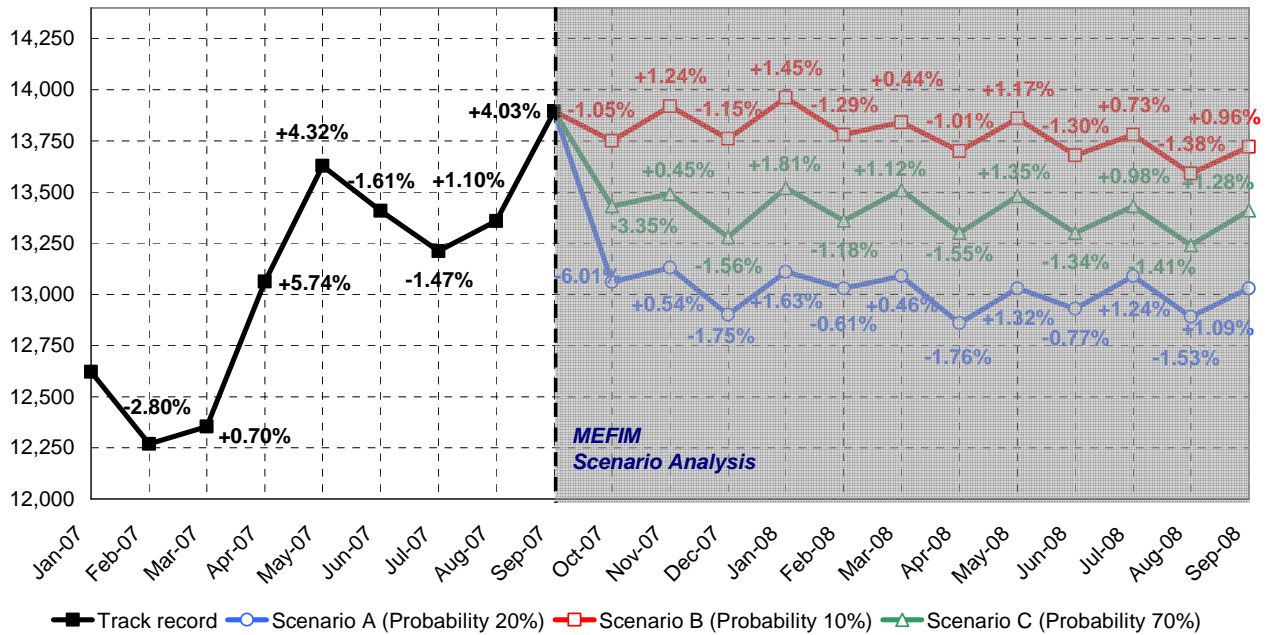 14,250
14,000
13,750
13,500
13,250
13,000
12,750
12,500
12,250
12,000
-2.80%
+0.70%
+5.74%
+4.32%
-1.61%
-1.47%
+1.10%
+4.03%
-1.05%
+1.24%
-1.15%
+1.45%
-1.29%
+0.44%
-1.01%
+1.17%
-1.30%
+0.73%
-1.38%
+0.96%
-3.35%
+0.45%
-1.56%
+1.81%
-1.18%
+1.12%
-1.55%
+1.35%
-1.34%
+0.98%
-1.41%
+1.28%
-6.01%
+0.54%
-1.75%
+1.63%
-0.61%
+0.46%
-1.76%
+1.32%
-0.77%
+1.24%
-1.53%
+1.09%
MEFIM
Scenario Analysis
Jan-07
Feb-07
Mar-07
Apr-07
May-07
Jun-07
Jul-07
Aug-07
Sep-07
Oct-07
Nov-07
Dec-07
Jan-08
Feb-08
Mar-08
Apr-08
May-08
Jun-08
Jul-08
Aug-08
Sep-08
Track record Scenario A (Probability 20%) Scenario B (Probability 10%) Scenario C (Probability 70%)